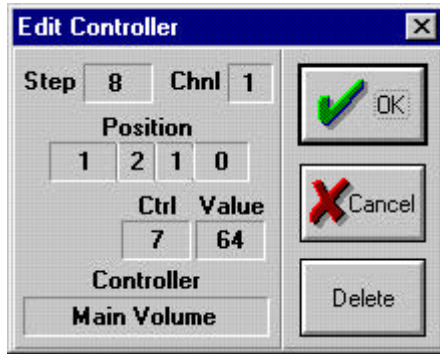 Edit Controller
Step 8 Chnl 1
OK
Position
1 2 1 0
Ctrl Value
7 64
Cancel
Controller
Main Volume
Delete